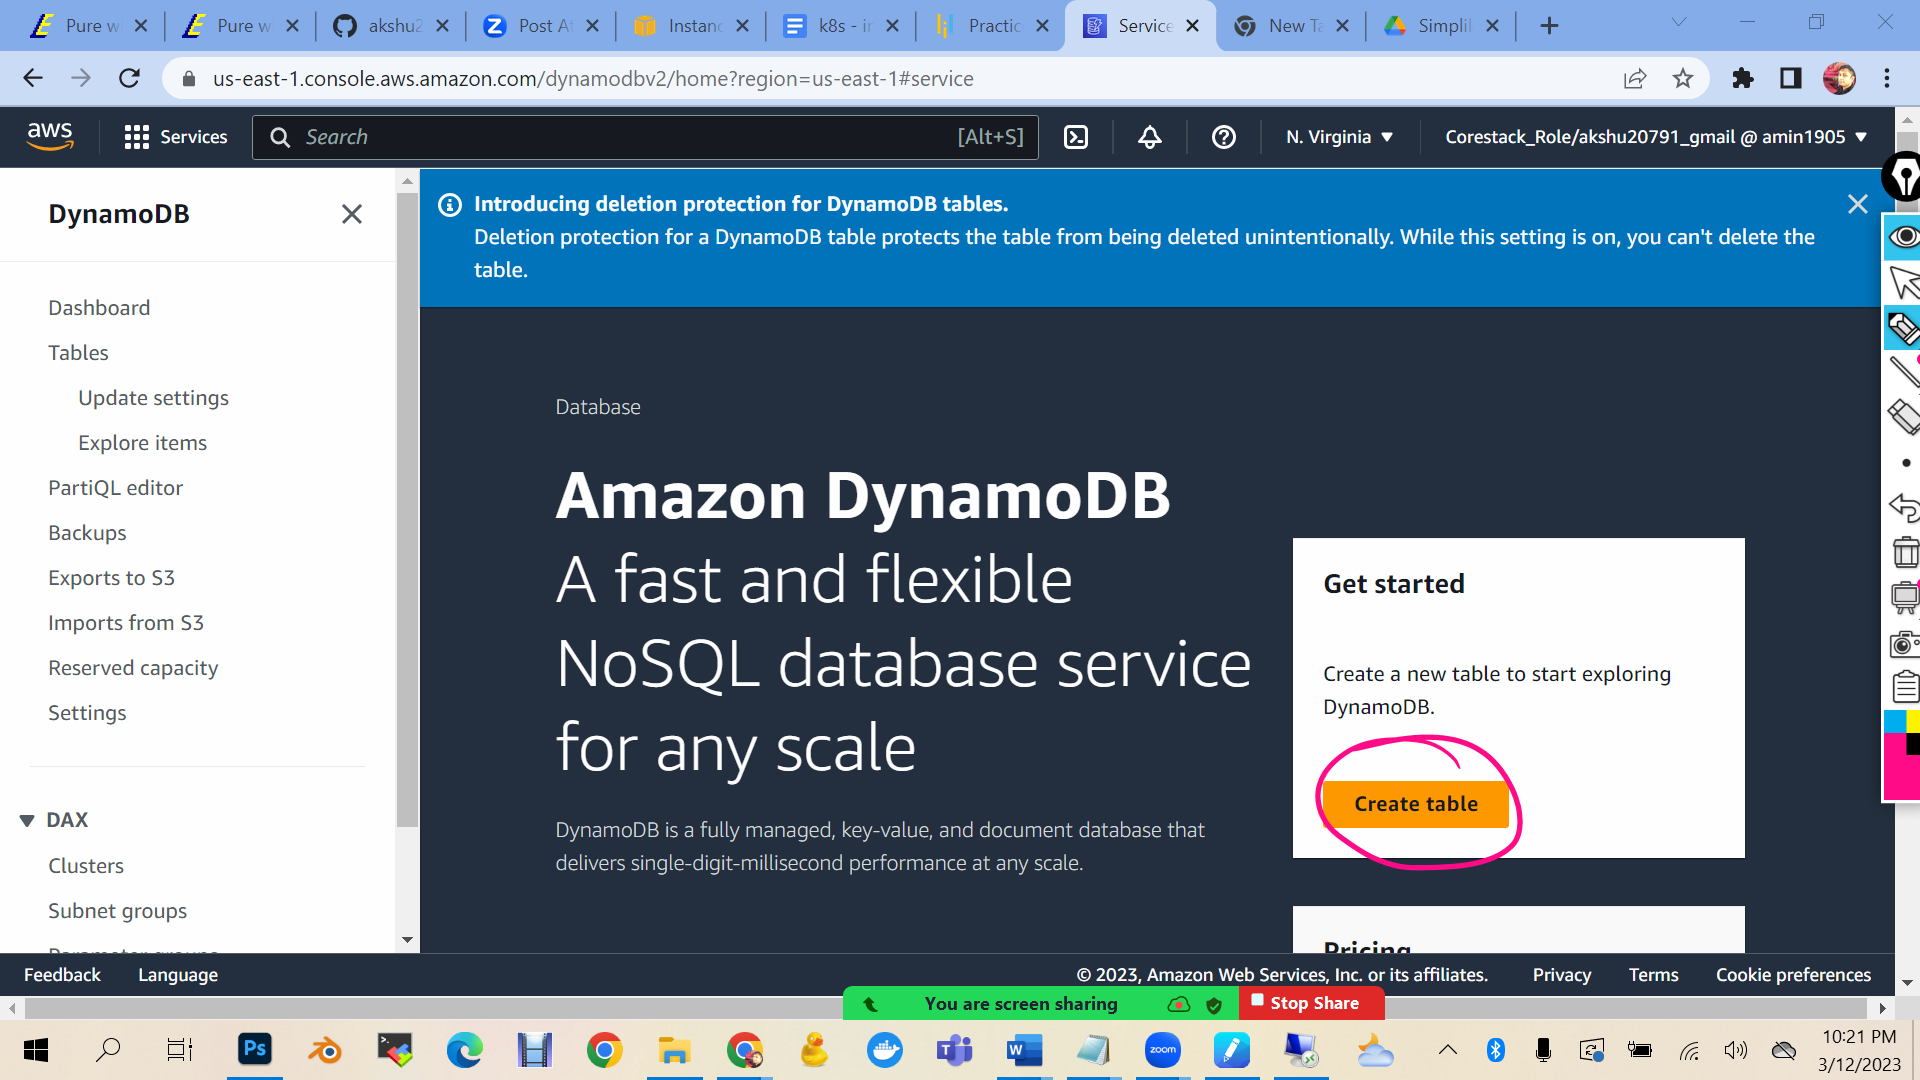 Pure w
Pure w
akshu2
Post At
Instanc
k8s - in
Practic
Service
New Ta
Simplil
us-east-1.console.aws.amazon.com/dynamodbv2/home?region=us-east-1#service
aws
Services
Search
[Alt+S]
N. Virginia
Corestack_Role/akshu20791_gmail @ amin1905
DynamoDB
Dashboard
Tables
Update settings
Explore items
PartiQL editor
Backups
Exports to S3
Imports from S3
Reserved capacity
Settings
DAX
Clusters
Subnet groups
Parameter groups
Introducing deletion protection for DynamoDB tables.
Deletion protection for a DynamoDB table protects the table from being deleted unintentionally. While this setting is on, you can't delete the
table.
Database
Amazon DynamoDB
A fast and flexible
NoSQL database service
for any scale
DynamoDB is a fully managed, key-value, and document database that
delivers single-digit-millisecond performance at any scale.
Get started
Create a new table to start exploring
DynamoDB.
Create table
Pricing
Feedback
Language
© 2023, Amazon Web Services, Inc. or its affiliates.
Privacy
Terms
Cookie preferences
You are screen sharing
Stop Share
Ps
W
zoom
10:21 PM
3/12/2023